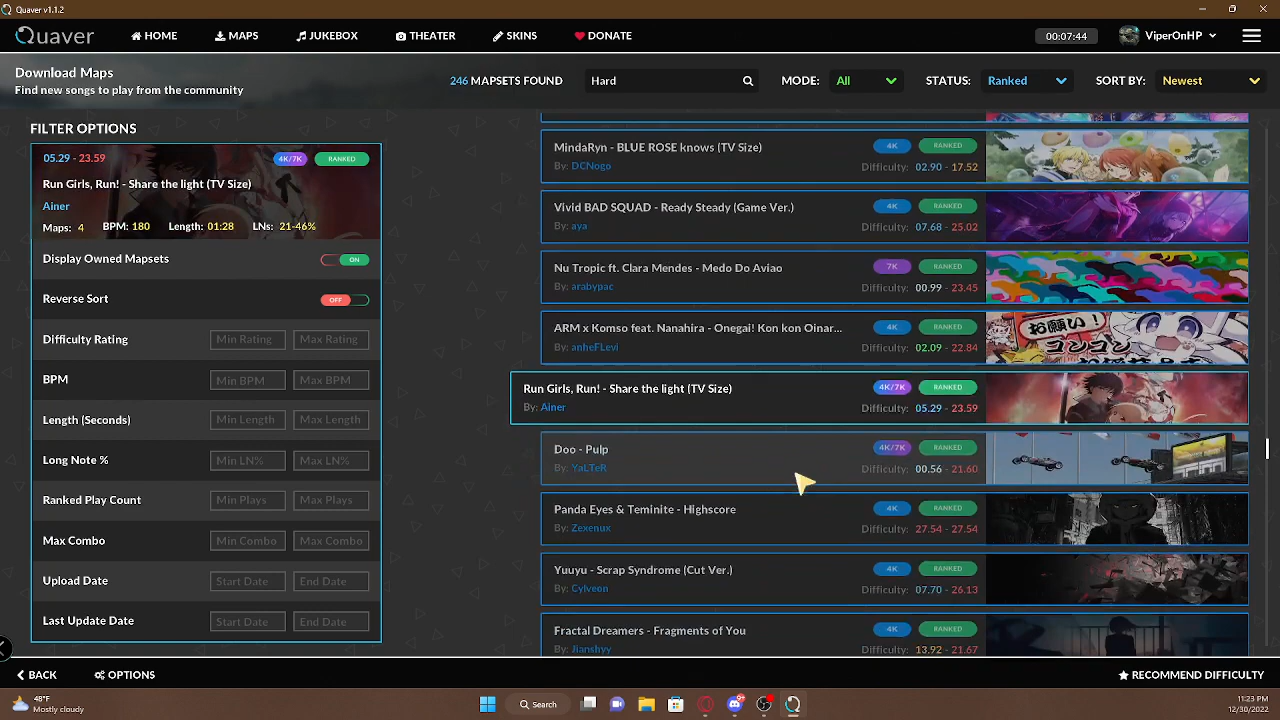 Quaver v1.1.2
Quaver HOME MAPS JUKEBOX THEATER SKINS DONATE 00:07:44 ViperOnHP
Download Maps
Find new songs to play from the community
246 MAPSETS FOUND Hard MODE: All STATUS: Ranked SORT BY: Newest
FILTER OPTIONS
05.29 - 23.59 4K/7K RANKED
Run Girls, Run! - Share the light (TV Size)
Ainer
Maps: 4 BPM: 180 Length: 01:28 LNs: 21-46%
Display Owned Mapsets ON
Reverse Sort OFF
Difficulty Rating Min Rating Max Rating
BPM Min BPM Max BPM
Length (Seconds) Min Length Max Length
Long Note % Min LN% Max LN%
Ranked Play Count Min Plays Max Plays
Max Combo Min Combo Max Combo
Upload Date Start Date End Date
Last Update Date Start Date End Date
MindaRyn - BLUE ROSE knows (TV Size) 4K RANKED
By: DCNogo Difficulty: 02.90 - 17.52
Vivid BAD SQUAD - Ready Steady (Game Ver.) 4K RANKED
By: aya Difficulty: 07.68 - 25.02
Nu Tropic ft. Clara Mendes - Medo Do Aviao 7K RANKED
By: arabypac Difficulty: 00.99 - 23.45
ARM x Komso feat. Nanahira - Onegai! Kon kon Oinar... 4K RANKED
By: anheFLevi Difficulty: 02.09 - 22.84
お願い!
コンコン
Run Girls, Run! - Share the light (TV Size) 4K/7K RANKED
By: Ainer Difficulty: 05.29 - 23.59
Doo - Pulp 4K/7K RANKED
By: YaLTeR Difficulty: 00.56 - 21.60
Panda Eyes & Teminite - Highscore 4K RANKED
By: Zexenux Difficulty: 27.54 - 27.54
Yuuyu - Scrap Syndrome (Cut Ver.) 4K RANKED
By: Cylveon Difficulty: 07.70 - 26.13
Fractal Dreamers - Fragments of You 4K RANKED
By: Jianshyy Difficulty: 13.92 - 21.67
BACK OPTIONS RECOMMEND DIFFICULTY
48°F
Mostly cloudy
Search
11:23 PM
12/30/2022